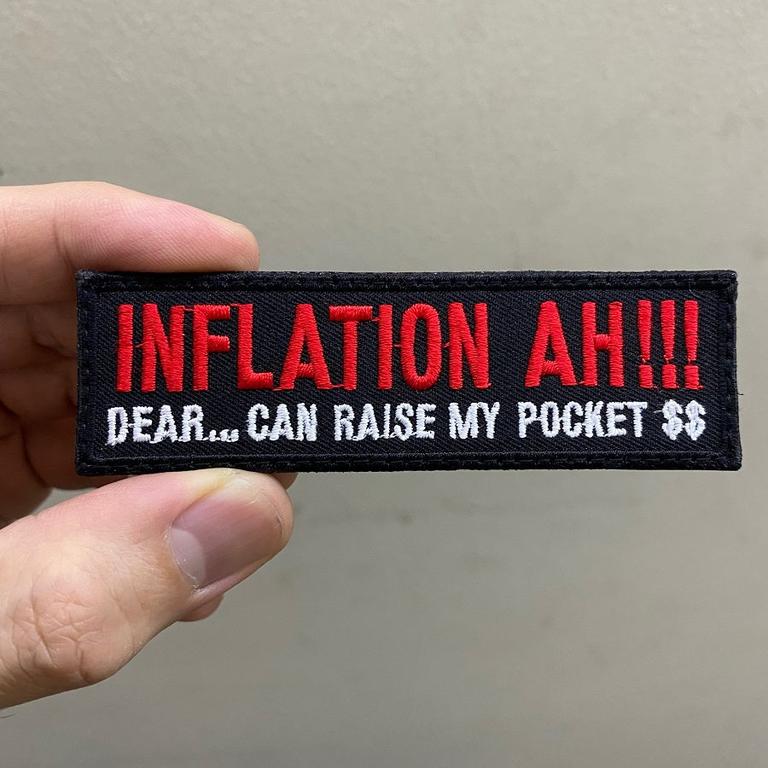 INFLATION AH!!!
DEAR... CAN RAISE MY POCKET $$